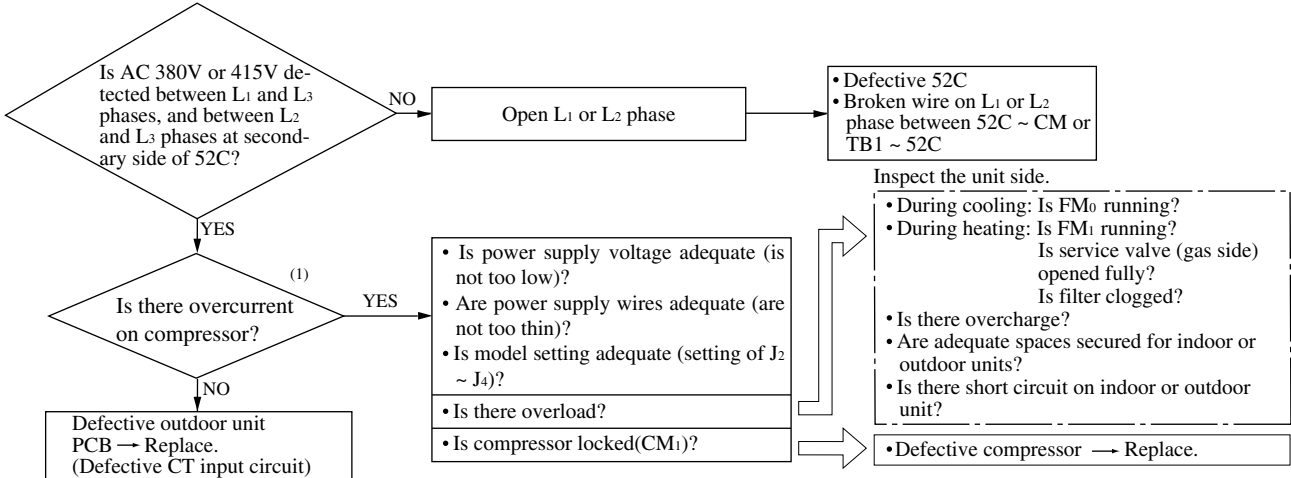 Is AC 380V or 415V de-
tected between L₁ and L₃
phases, and between L₂
and L₃ phases at second-
ary side of 52C?
NO
Open L₁ or L₂ phase
• Defective 52C
• Broken wire on L₁ or L₂
phase between 52C ~ CM or
TB1 ~ 52C
YES
(1)
Is there overcurrent
on compressor?
YES
• Is power supply voltage adequate (is
not too low)?
• Are power supply wires adequate (are
not too thin)?
• Is model setting adequate (setting of J₂
~ J₄)?
• Is there overload?
• Is compressor locked(CM₁)?
Inspect the unit side.
• During cooling: Is FM₀ running?
• During heating: Is FM₁ running?
Is service valve (gas side)
opened fully?
Is filter clogged?
• Is there overcharge?
• Are adequate spaces secured for indoor or
outdoor units?
• Is there short circuit on indoor or outdoor
unit?
• Defective compressor → Replace.
NO
Defective outdoor unit
PCB → Replace.
(Defective CT input circuit)